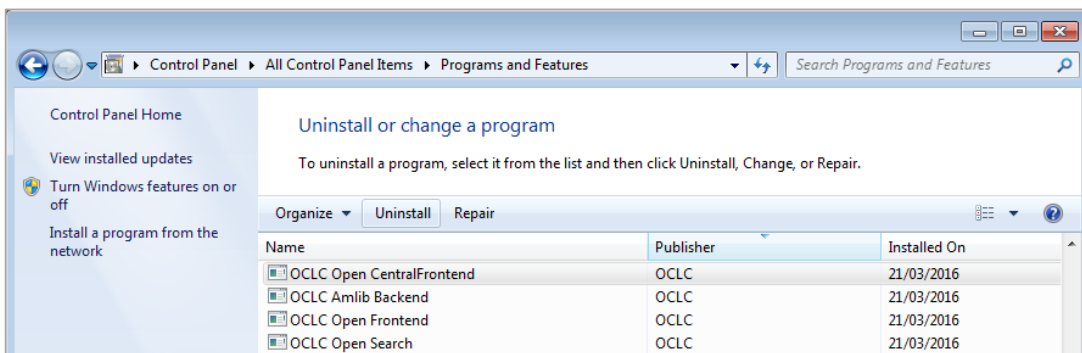 Control Panel All Control Panel Items Programs and Features Search Programs and Features
Control Panel Home
Uninstall or change a program
View installed updates
To uninstall a program, select it from the list and then click Uninstall, Change, or Repair.
Turn Windows features on or
off
Install a program from the
network
Organize Uninstall Repair
Name Publisher Installed On
OCLC Open CentralFrontend OCLC 21/03/2016
OCLC Amlib Backend OCLC 21/03/2016
OCLC Open Frontend OCLC 21/03/2016
OCLC Open Search OCLC 21/03/2016